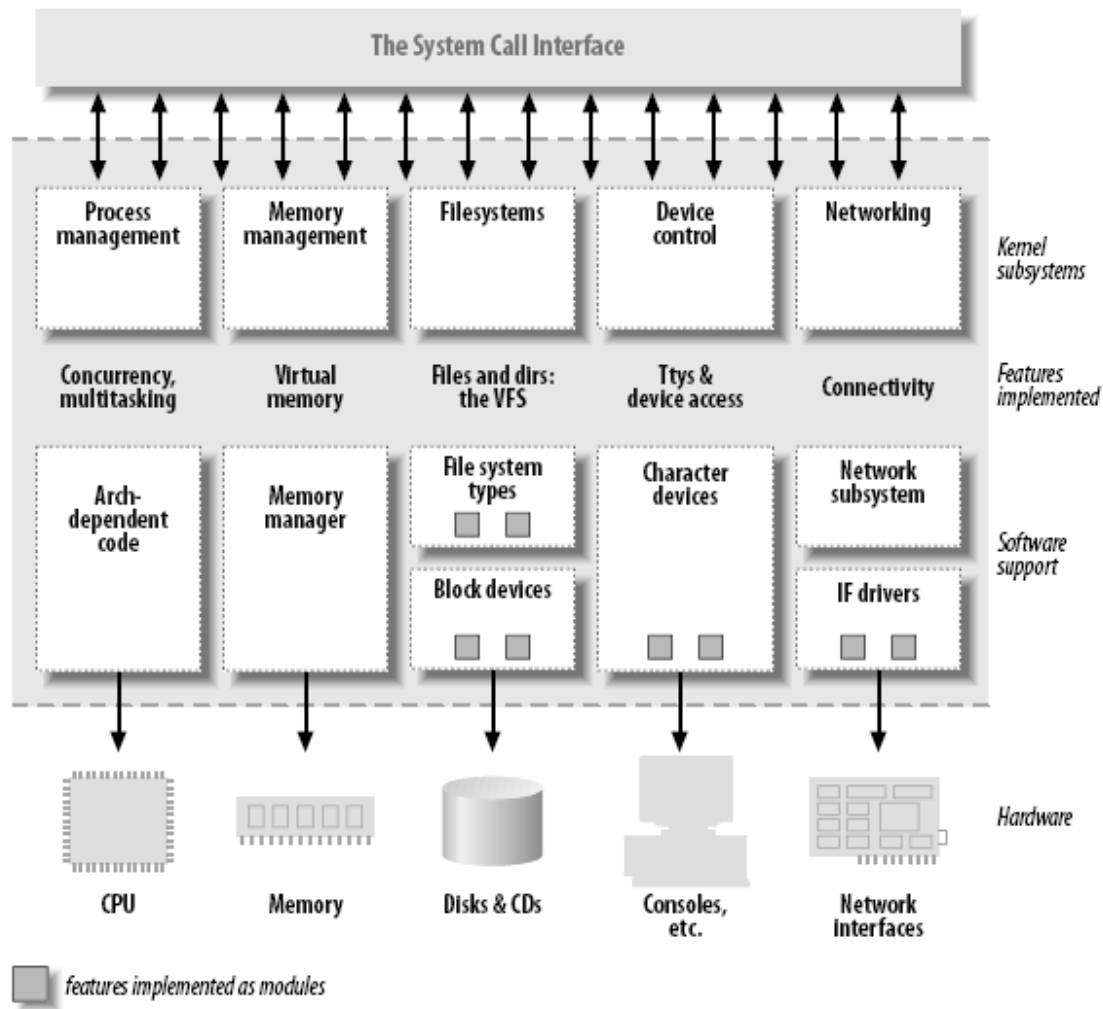 The System Call Interface
Process
management
Memory
management
Filesystems
Device
control
Networking
Kernel
subsystems
Concurrency,
multitasking
Virtual
memory
Files and dirs:
the VFS
Ttys &
device access
Connectivity
Features
implemented
Arch-
dependent
code
Memory
manager
File system
types
Block devices
Character
devices
Network
subsystem
IF drivers
Software
support
Hardware
CPU
Memory
Disks & CDs
Consoles,
etc.
Network
interfaces
features implemented as modules